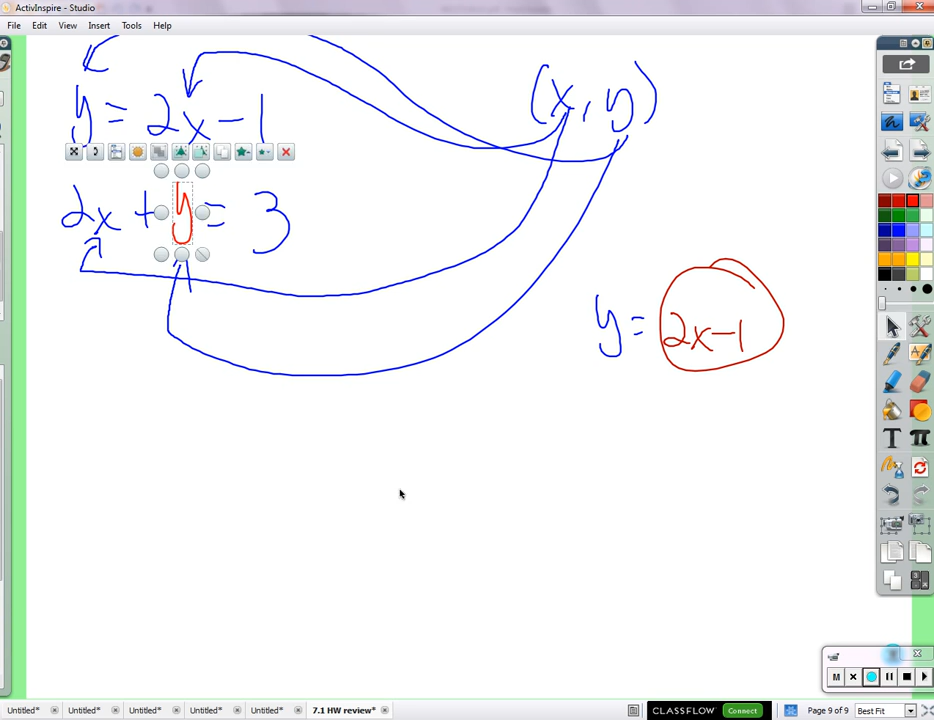 ActivInspire - Studio
File Edit View Insert Tools Help
(x, y)
y = 2x - 1
2x + y = 3
y = 2x - 1
M
Untitled* Untitled* Untitled* Untitled* Untitled* 7.1 HW review* CLASSFLOW Connect Page 9 of 9 Best Fit